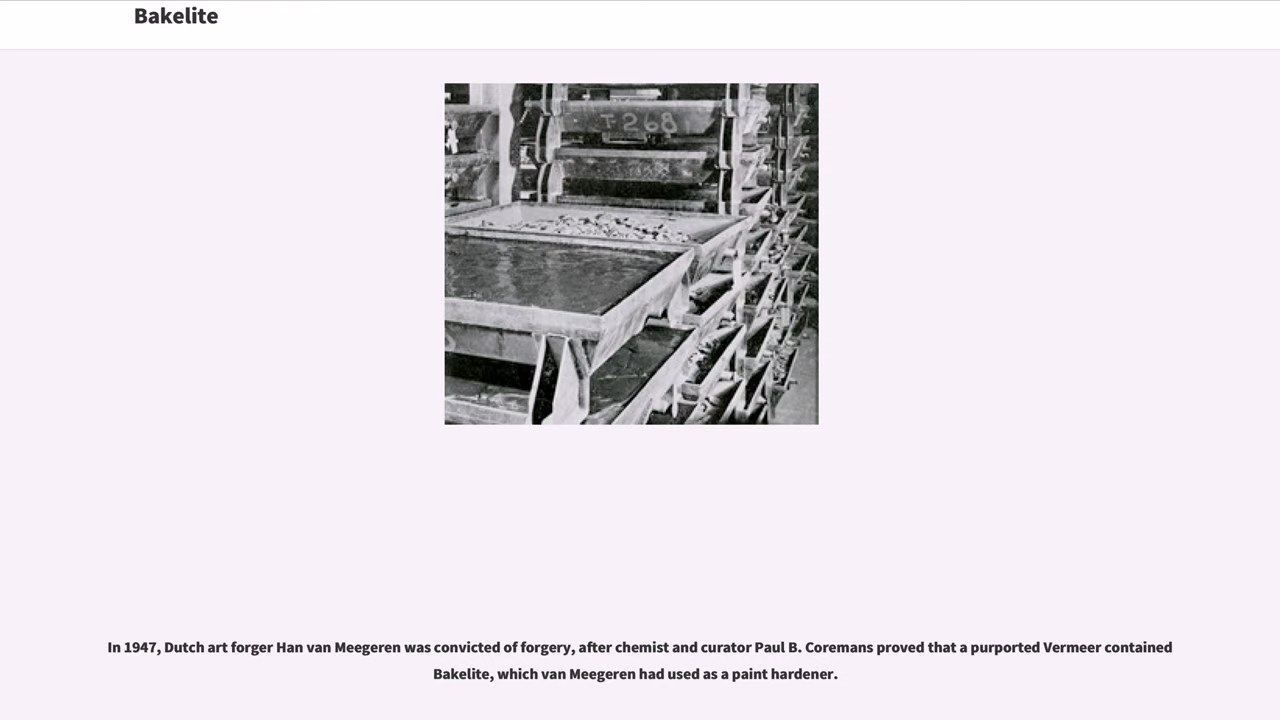 Bakelite
T268
In 1947, Dutch art forger Han van Meegeren was convicted of forgery, after chemist and curator Paul B. Coremans proved that a purported Vermeer contained
Bakelite, which van Meegeren had used as a paint hardener.